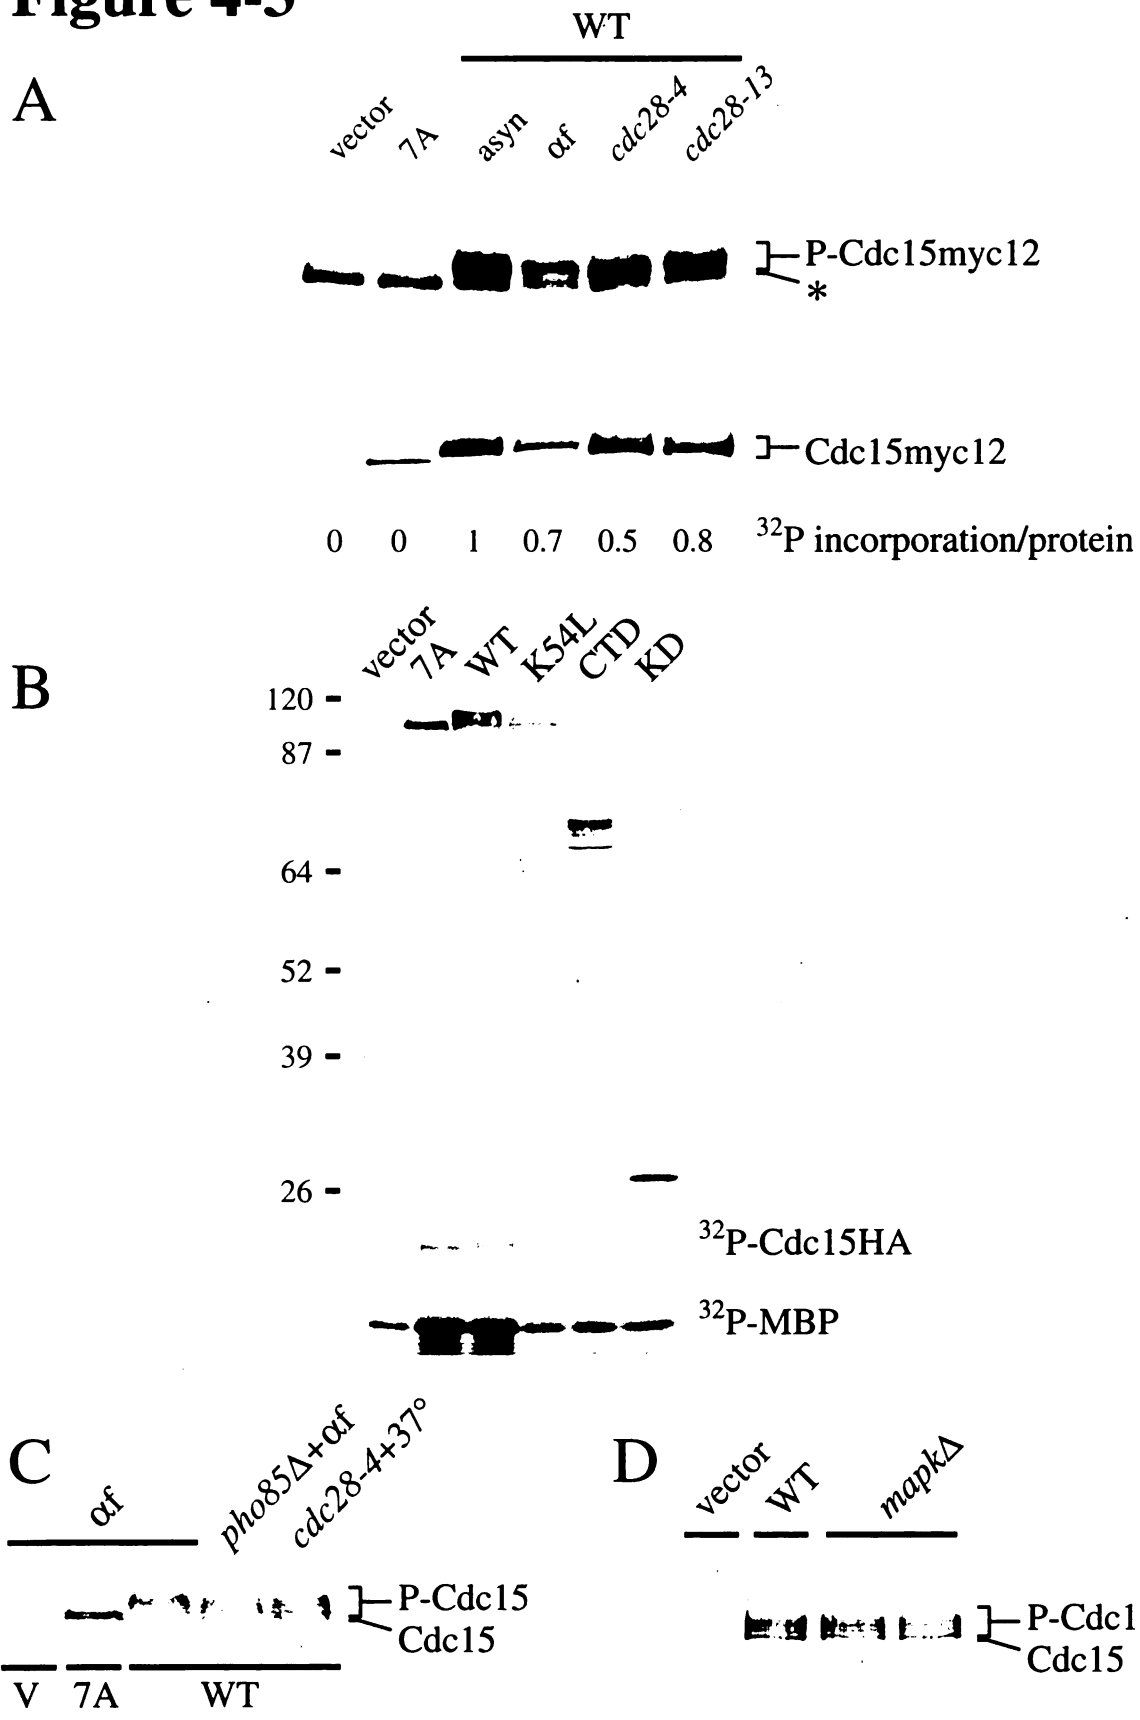 Figure 4-3
WT
A
vector 7A asyn αf cdc28-4 cdc28-13
P-Cdc15myc12
*
Cdc15myc12
0 0 1 0.7 0.5 0.8 32P incorporation/protein
B
vector 7A WT K54L CTD KD
120
87
64
52
39
26
32P-Cdc15HA
32P-MBP
C
αf pho85Δ+αf cdc28-4+37°
P-Cdc15
Cdc15
V 7A WT
D
vector WT mapkΔ
P-Cdc1
Cdc15